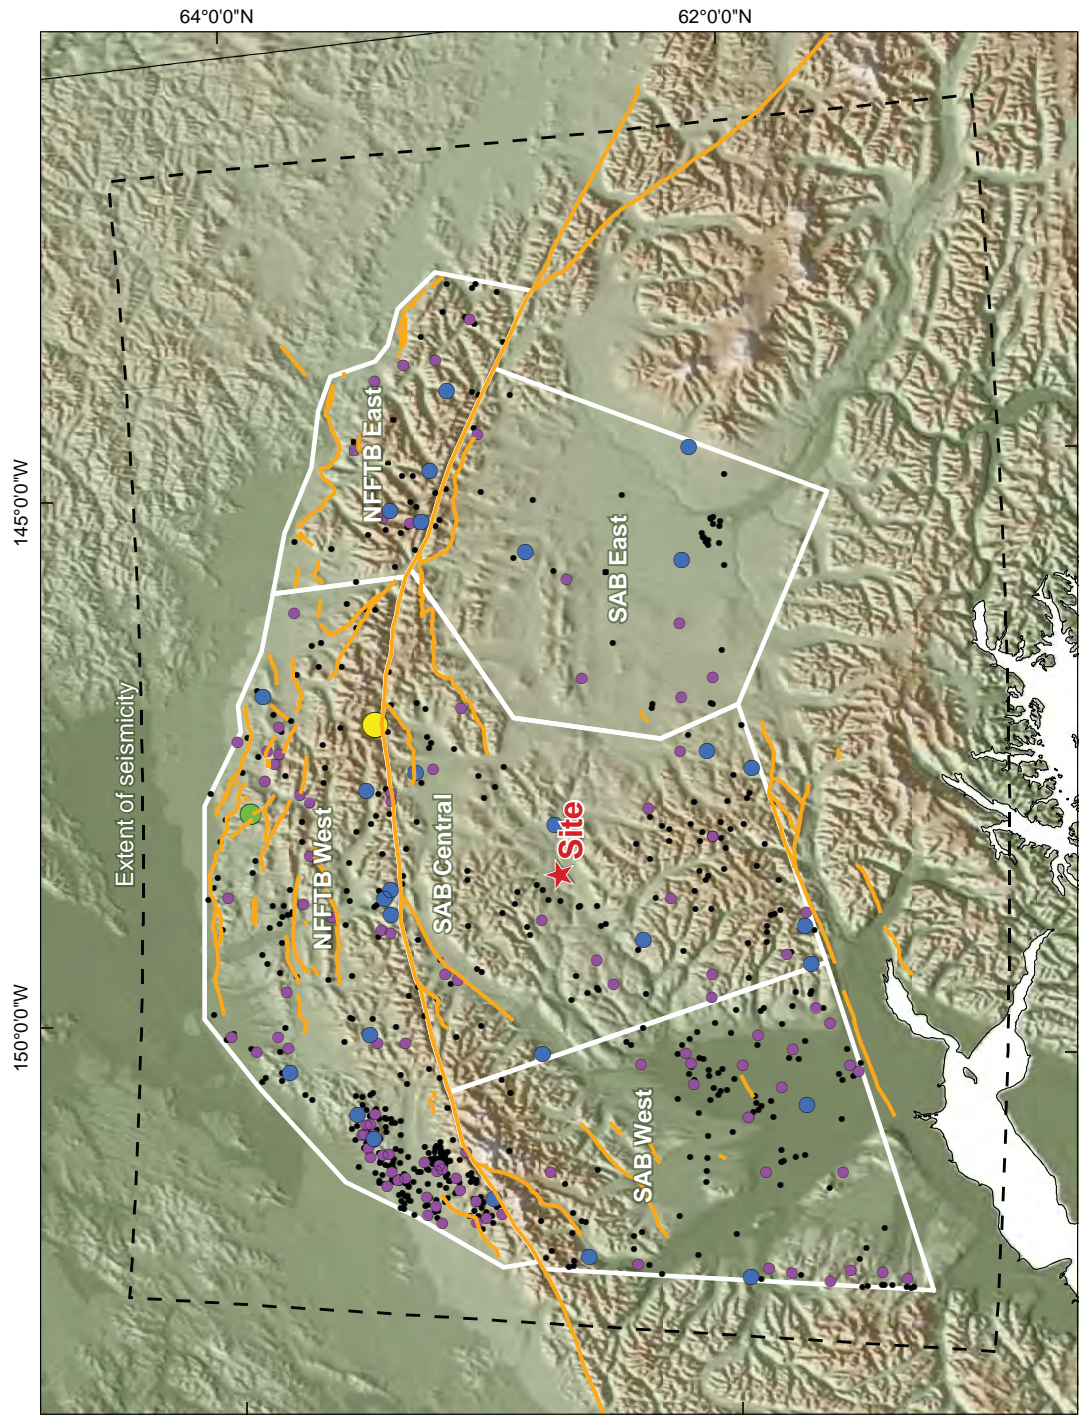 64°0'0"N
62°0'0"N
145°0'0"W
150°0'0"W
Extent of seismicity
NFFTB East
NFFTB West
SAB East
SAB Central
Site
SAB West